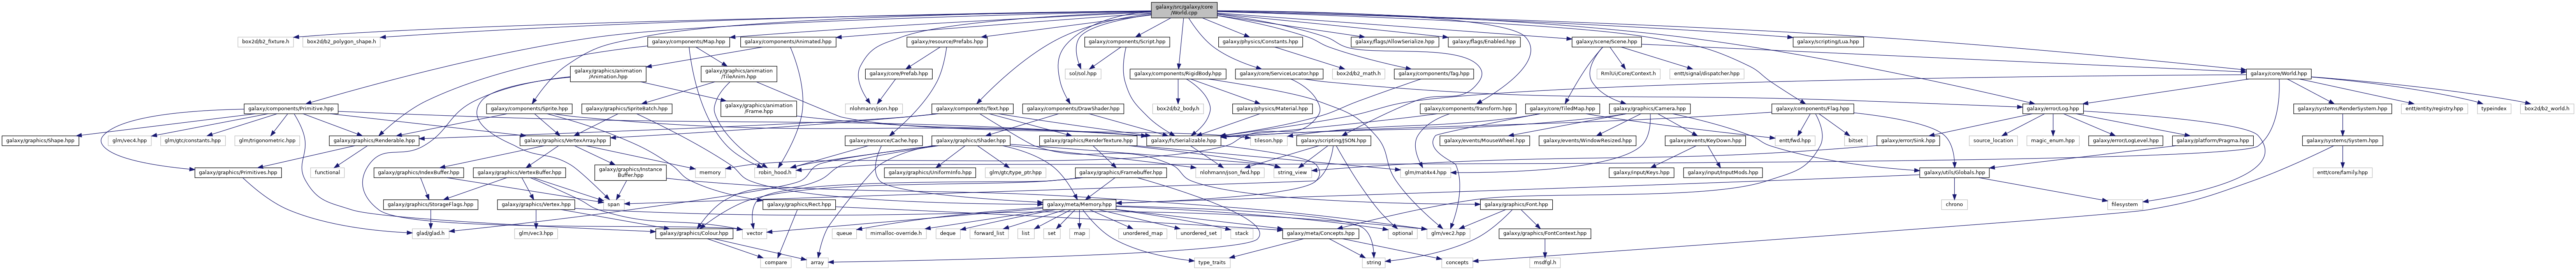 galaxy/src/galaxy/core
/World.cpp
box2d/b2_fixture.h
box2d/b2_polygon_shape.h
galaxy/components/Map.hpp
galaxy/components/Animated.hpp
galaxy/resource/Prefabs.hpp
galaxy/components/Script.hpp
galaxy/physics/Constants.hpp
galaxy/flags/AllowSerialize.hpp
galaxy/flags/Enabled.hpp
galaxy/scene/Scene.hpp
galaxy/scripting/Lua.hpp
galaxy/graphics/animation
/Animation.hpp
galaxy/graphics/animation
/TileAnim.hpp
galaxy/core/Prefab.hpp
sol/sol.hpp
galaxy/components/RigidBody.hpp
galaxy/core/ServiceLocator.hpp
box2d/b2_math.h
galaxy/components/Tag.hpp
RmlUi/Core/Context.h
entt/signal/dispatcher.hpp
galaxy/core/World.hpp
galaxy/components/Primitive.hpp
galaxy/components/Sprite.hpp
galaxy/graphics/SpriteBatch.hpp
galaxy/graphics/animation
/Frame.hpp
nlohmann/json.hpp
galaxy/components/Text.hpp
galaxy/components/DrawShader.hpp
box2d/b2_body.h
galaxy/physics/Material.hpp
galaxy/components/Transform.hpp
galaxy/core/TiledMap.hpp
galaxy/graphics/Camera.hpp
galaxy/components/Flag.hpp
galaxy/error/Log.hpp
galaxy/systems/RenderSystem.hpp
entt/entity/registry.hpp
typeindex
box2d/b2_world.h
galaxy/graphics/Shape.hpp
glm/vec4.hpp
glm/gtc/constants.hpp
glm/trigonometric.hpp
galaxy/graphics/Renderable.hpp
galaxy/graphics/VertexArray.hpp
galaxy/resource/Cache.hpp
galaxy/graphics/Shader.hpp
galaxy/graphics/RenderTexture.hpp
galaxy/fs/Serializable.hpp
tileson.hpp
galaxy/scripting/JSON.hpp
galaxy/events/MouseWheel.hpp
galaxy/events/WindowResized.hpp
galaxy/events/KeyDown.hpp
entt/fwd.hpp
bitset
galaxy/error/Sink.hpp
source_location
magic_enum.hpp
galaxy/error/LogLevel.hpp
galaxy/platform/Pragma.hpp
galaxy/systems/System.hpp
galaxy/graphics/Primitives.hpp
functional
galaxy/graphics/IndexBuffer.hpp
galaxy/graphics/VertexBuffer.hpp
galaxy/graphics/Instance
Buffer.hpp
memory
robin_hood.h
galaxy/graphics/UniformInfo.hpp
glm/gtc/type_ptr.hpp
galaxy/graphics/Framebuffer.hpp
nlohmann/json_fwd.hpp
string_view
glm/mat4x4.hpp
galaxy/input/Keys.hpp
galaxy/input/InputMods.hpp
galaxy/utils/Globals.hpp
entt/core/family.hpp
galaxy/graphics/StorageFlags.hpp
galaxy/graphics/Vertex.hpp
span
galaxy/graphics/Rect.hpp
galaxy/meta/Memory.hpp
galaxy/graphics/Font.hpp
chrono
filesystem
glad/glad.h
glm/vec3.hpp
galaxy/graphics/Colour.hpp
vector
queue
mimalloc-override.h
deque
forward_list
list
set
map
unordered_map
unordered_set
stack
galaxy/meta/Concepts.hpp
optional
glm/vec2.hpp
galaxy/graphics/FontContext.hpp
compare
array
type_traits
string
concepts
msdfgl.h